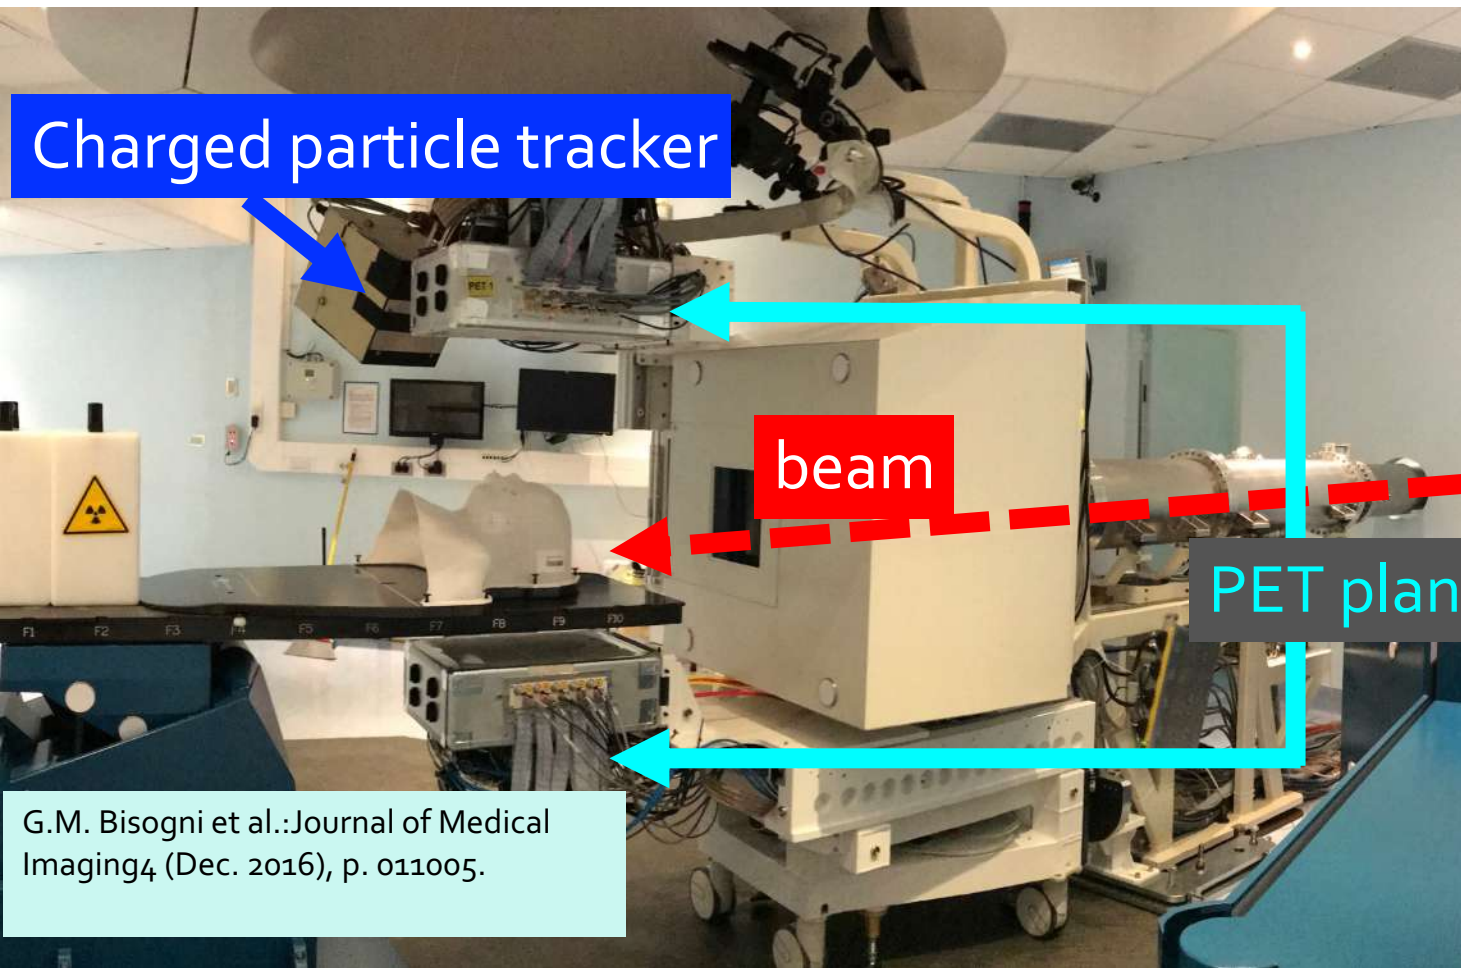 Charged particle tracker
PET 1
beam
PET plan
F1 F2 F3 F4 F5 F6 F7 F8 F9 F10
G.M. Bisogni et al.:Journal of Medical
Imaging4 (Dec. 2016), p. 011005.